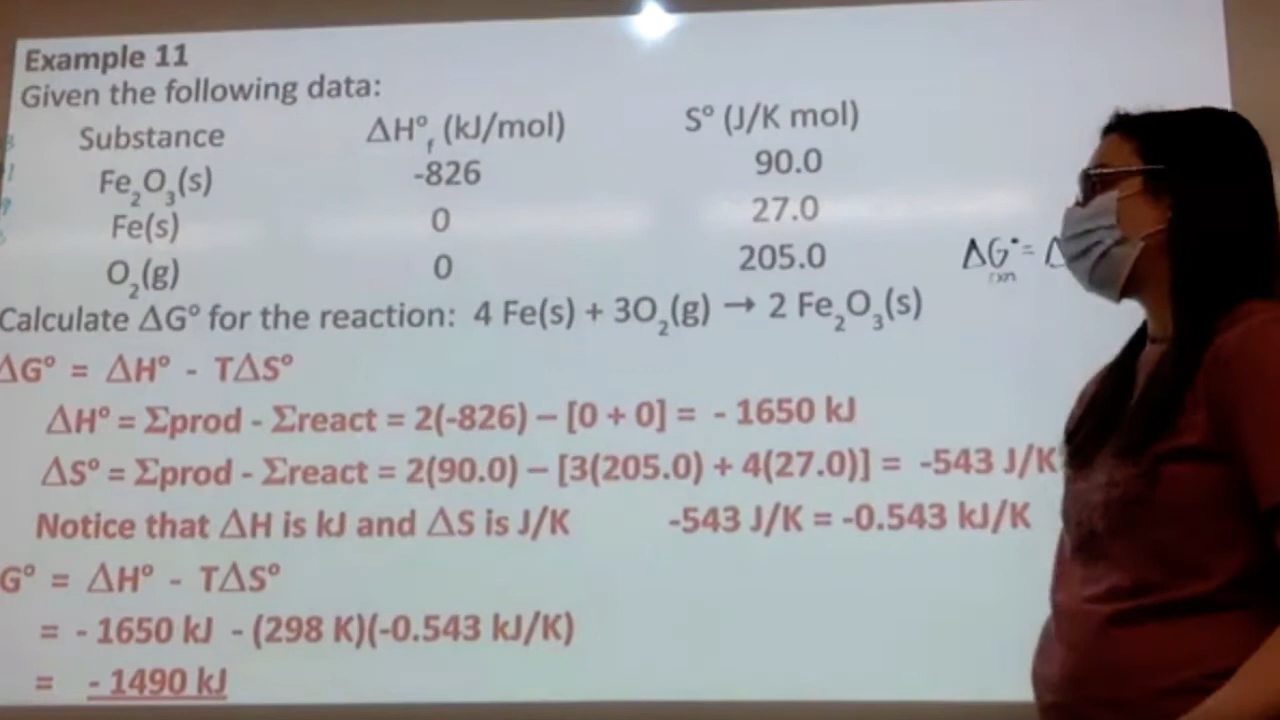 Example 11
Given the following data:
Substance ΔH°f (kJ/mol) S° (J/K mol)
Fe2O3(s) -826 90.0
Fe(s) 0 27.0
O2(g) 0 205.0
ΔG°rxn =
Calculate ΔG° for the reaction: 4 Fe(s) + 3O2(g) → 2 Fe2O3(s)
ΔG° = ΔH° - TΔS°
ΔH° = Σprod - Σreact = 2(-826) – [0 + 0] = - 1650 kJ
ΔS° = Σprod - Σreact = 2(90.0) – [3(205.0) + 4(27.0)] = -543 J/K
Notice that ΔH is kJ and ΔS is J/K -543 J/K = -0.543 kJ/K
G° = ΔH° - TΔS°
= - 1650 kJ - (298 K)(-0.543 kJ/K)
= - 1490 kJ